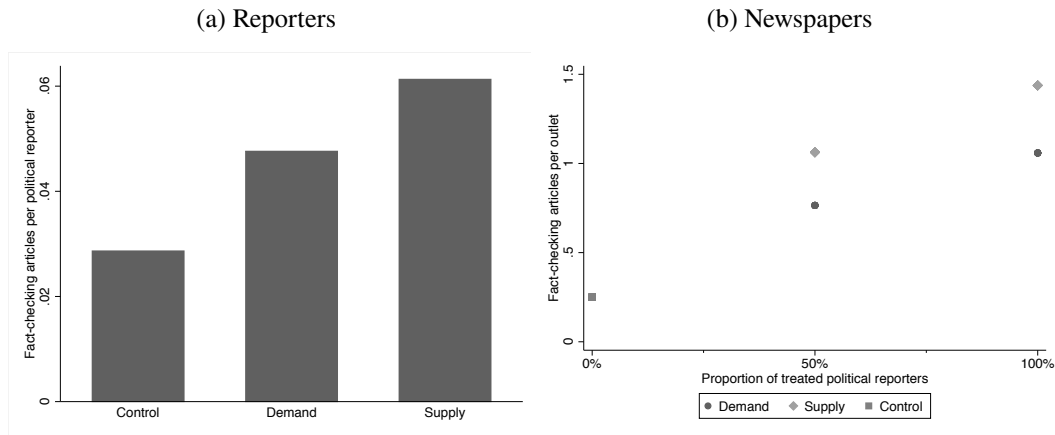 (a) Reporters
Fact-checking articles per political reporter
.06
.04
.02
0
Control
Demand
Supply
(b) Newspapers
Fact-checking articles per outlet
1.5
1
.5
0
0%
50%
100%
Proportion of treated political reporters
Demand
Supply
Control